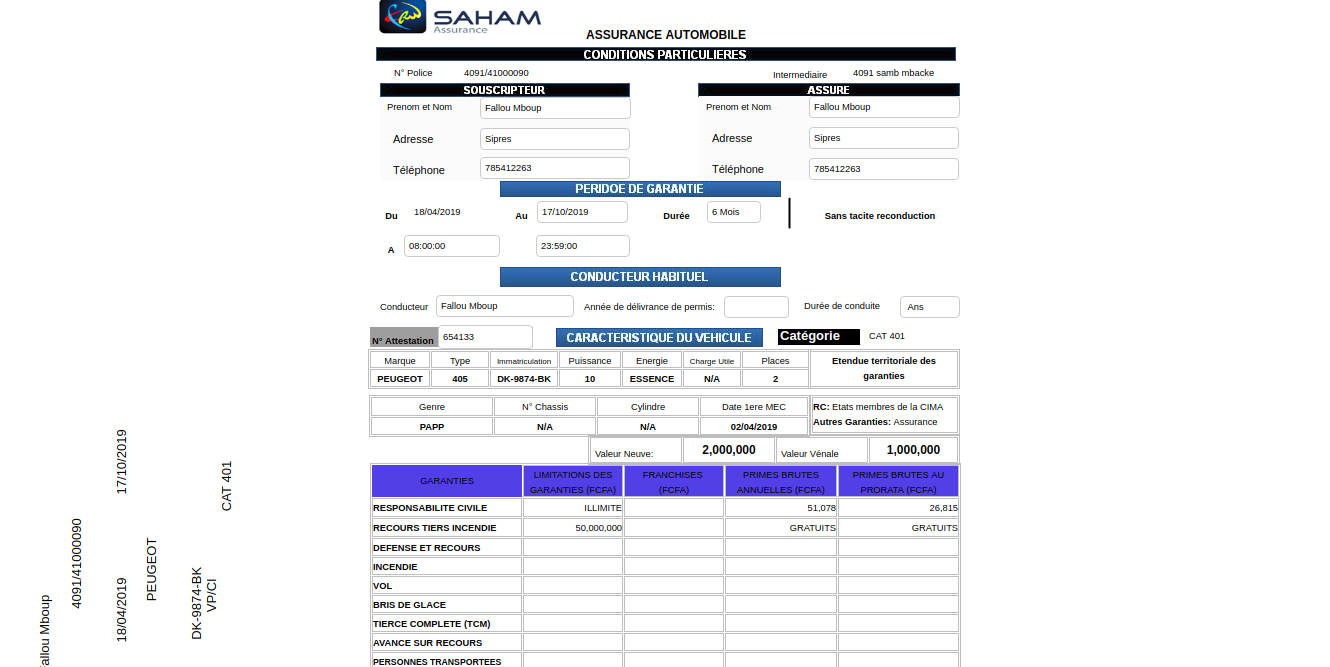 SAHAM
Assurance
ASSURANCE AUTOMOBILE
CONDITIONS PARTICULIERES
N° Police 4091/41000090 Intermediaire 4091 samb mbacke
SOUSCRIPTEUR ASSURE
Prenom et Nom Fallou Mboup Prenom et Nom Fallou Mboup
Adresse Sipres Adresse Sipres
Téléphone 785412263 Téléphone 785412263
PERIDOE DE GARANTIE
Du 18/04/2019 Au 17/10/2019 Durée 6 Mois Sans tacite reconduction
A 08:00:00 23:59:00
CONDUCTEUR HABITUEL
Conducteur Fallou Mboup Année de délivrance de permis: Durée de conduite Ans
N° Attestation 654133 CARACTERISTIQUE DU VEHICULE Catégorie CAT 401
Marque Type Immatriculation Puissance Energie Charge Utile Places Etendue territoriale des
garanties
PEUGEOT 405 DK-9874-BK 10 ESSENCE N/A 2
Genre N° Chassis Cylindre Date 1ere MEC RC: Etats membres de la CIMA
PAPP N/A N/A 02/04/2019 Autres Garanties: Assurance
Valeur Neuve: 2,000,000 Valeur Vénale 1,000,000
GARANTIES LIMITATIONS DES GARANTIES (FCFA) FRANCHISES (FCFA) PRIMES BRUTES ANNUELLES (FCFA) PRIMES BRUTES AU PRORATA (FCFA)
RESPONSABILITE CIVILE ILLIMITE 51,078 26,815
RECOURS TIERS INCENDIE 50,000,000 GRATUITS GRATUITS
DEFENSE ET RECOURS
INCENDIE
VOL
BRIS DE GLACE
TIERCE COMPLETE (TCM)
AVANCE SUR RECOURS
PERSONNES TRANSPORTEES
allou Mboup
4091/41000090
18/04/2019 17/10/2019
PEUGEOT
DK-9874-BK
VP/CI
CAT 401